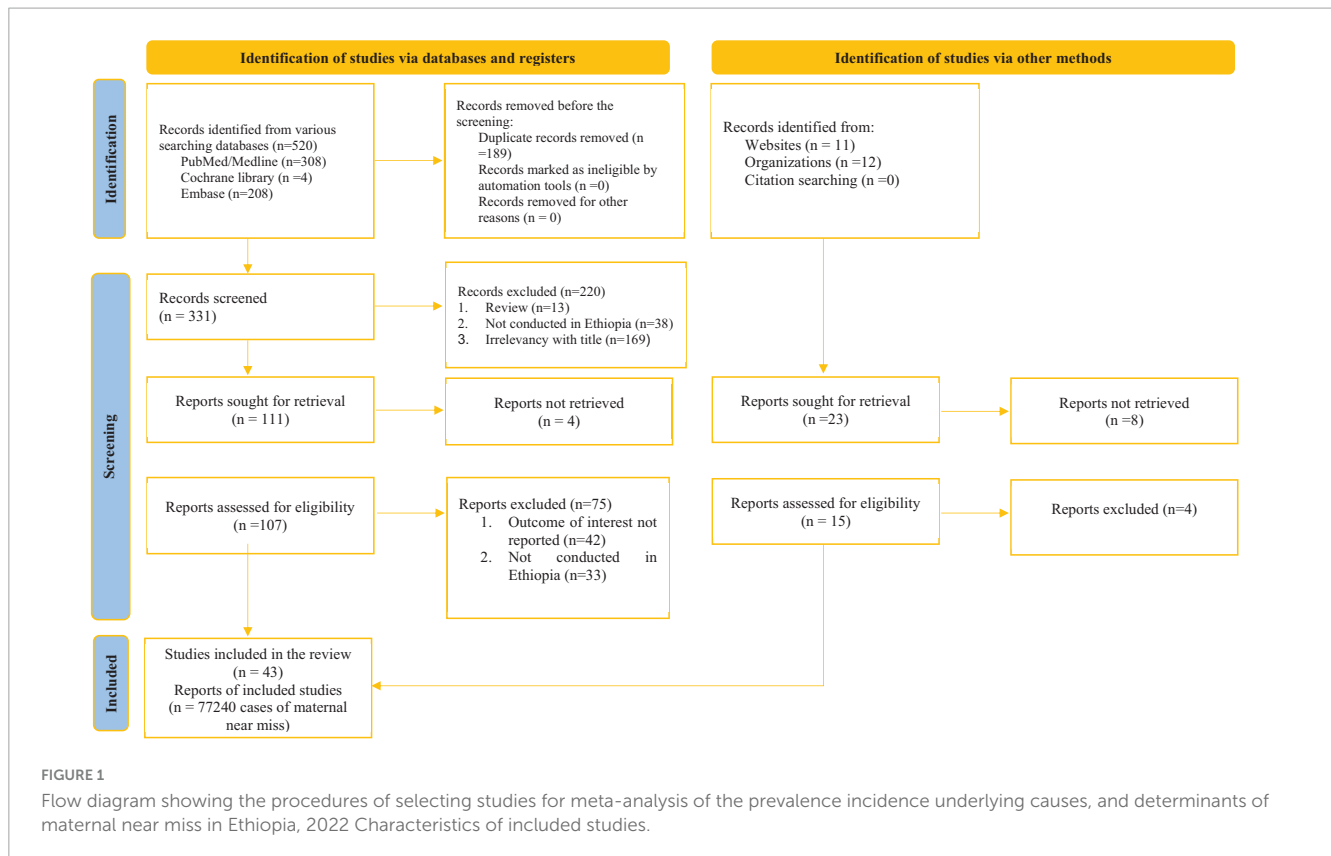 Identification of studies via databases and registers
Identification of studies via other methods
Identification
Records identified from various
searching databases (n=520)
PubMed/Medline (n=308)
Cochrane library (n =4)
Embase (n=208)
Records removed before the
screening:
Duplicate records removed (n
=189)
Records marked as ineligible by
automation tools (n =0)
Records removed for other
reasons (n = 0)
Records identified from:
Websites (n = 11)
Organizations (n =12)
Citation searching (n =0)
Screening
Records screened
(n = 331)
Records excluded (n=220)
1. Review (n=13)
2. Not conducted in Ethiopia (n=38)
3. Irrelevancy with title (n=169)
Reports sought for retrieval
(n = 111)
Reports not retrieved
(n = 4)
Reports sought for retrieval
(n =23)
Reports not retrieved
(n =8)
Reports assessed for eligibility
(n =107)
Reports excluded (n=75)
1. Outcome of interest not
reported (n=42)
2. Not conducted in
Ethiopia (n=33)
Reports assessed for eligibility
(n = 15)
Reports excluded (n=4)
Included
Studies included in the review
(n = 43)
Reports of included studies
(n = 77240 cases of maternal
near miss)
FIGURE 1
Flow diagram showing the procedures of selecting studies for meta-analysis of the prevalence incidence underlying causes, and determinants of
maternal near miss in Ethiopia, 2022 Characteristics of included studies.